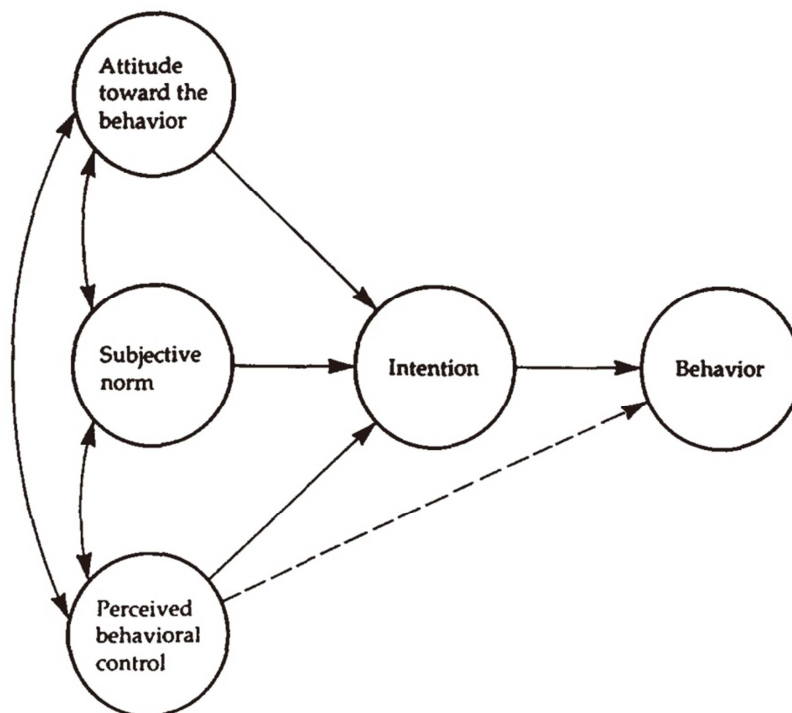 Attitude
toward the
behavior
Subjective
norm
Intention
Behavior
Perceived
behavioral
control